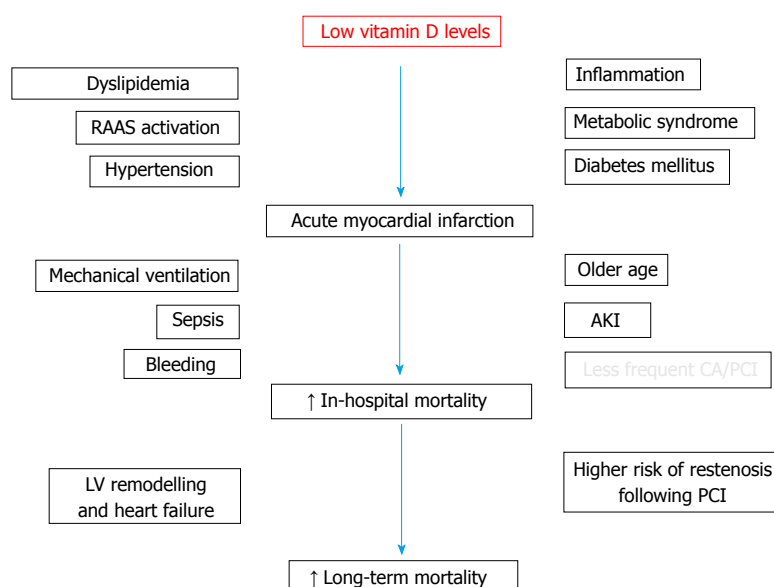 Low vitamin D levels
Dyslipidemia
Inflammation
RAAS activation
Metabolic syndrome
Hypertension
Diabetes mellitus
Acute myocardial infarction
Mechanical ventilation
Older age
Sepsis
AKI
Bleeding
Less frequent CA/PCI
↑ In-hospital mortality
LV remodelling
and heart failure
Higher risk of restenosis
following PCI
↑ Long-term mortality